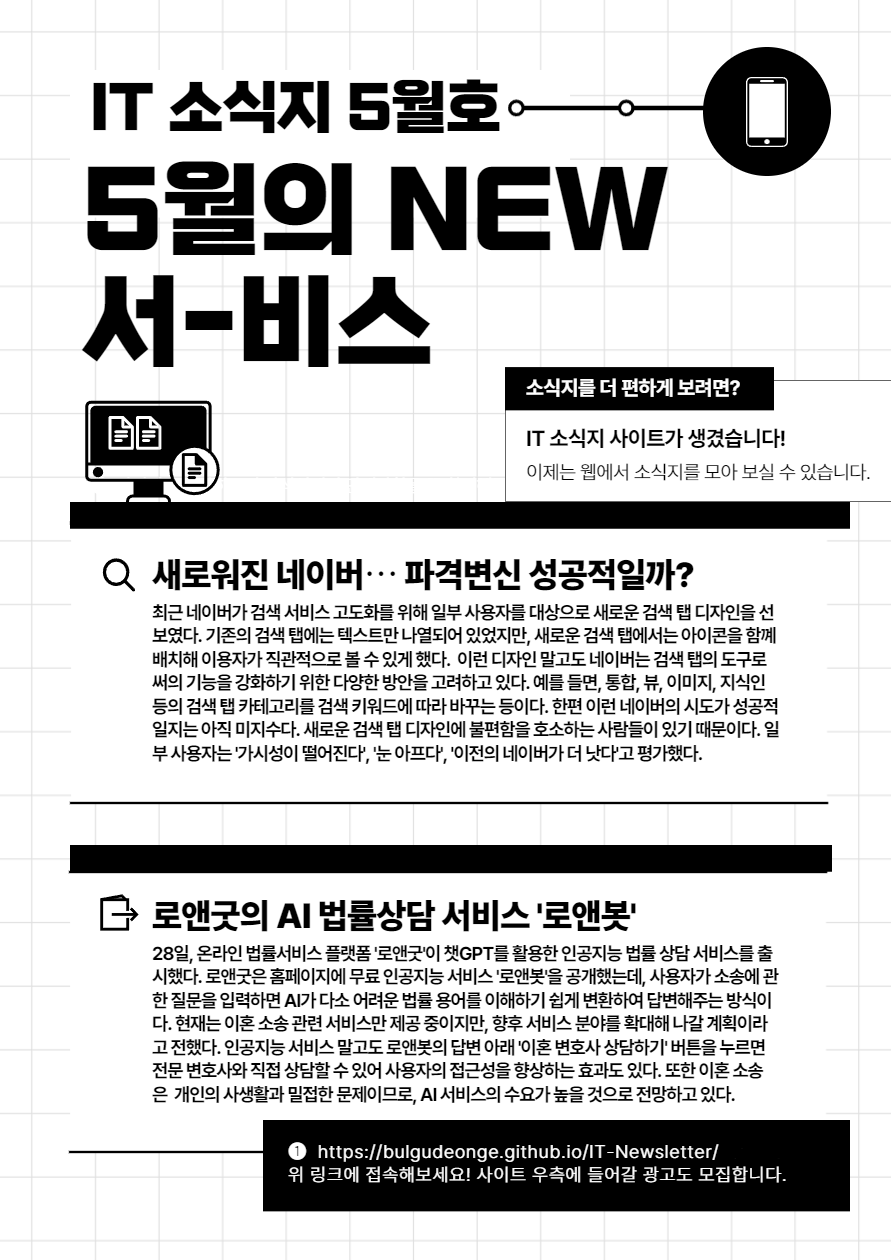 IT 소식지 5월호
5월의 NEW
서-비스
소식지를 더 편하게 보려면?
IT 소식지 사이트가 생겼습니다!
이제는 웹에서 소식지를 모아 보실 수 있습니다.
새로워진 네이버… 파격변신 성공적일까?
최근 네이버가 검색 서비스 고도화를 위해 일부 사용자를 대상으로 새로운 검색 탭 디자인을 선
보였다. 기존의 검색 탭에는 텍스트만 나열되어 있었지만, 새로운 검색 탭에서는 아이콘을 함께
배치해 이용자가 직관적으로 볼 수 있게 했다. 이런 디자인 말고도 네이버는 검색 탭의 도구로
써의 기능을 강화하기 위한 다양한 방안을 고려하고 있다. 예를 들면, 통합, 뷰, 이미지, 지식인
등의 검색 탭 카테고리를 검색 키워드에 따라 바꾸는 등이다. 한편 이런 네이버의 시도가 성공적
일지는 아직 미지수다. 새로운 검색 탭 디자인에 불편함을 호소하는 사람들이 있기 때문이다. 일
부 사용자는 '가시성이 떨어진다', '눈 아프다', '이전의 네이버가 더 낫다'고 평가했다.
로앤굿의 AI 법률상담 서비스 '로앤봇'
28일, 온라인 법률서비스 플랫폼 '로앤굿'이 챗GPT를 활용한 인공지능 법률 상담 서비스를 출
시했다. 로앤굿은 홈페이지에 무료 인공지능 서비스 '로앤봇'을 공개했는데, 사용자가 소송에 관
한 질문을 입력하면 AI가 다소 어려운 법률 용어를 이해하기 쉽게 변환하여 답변해주는 방식이
다. 현재는 이혼 소송 관련 서비스만 제공 중이지만, 향후 서비스 분야를 확대해 나갈 계획이라
고 전했다. 인공지능 서비스 말고도 로앤봇의 답변 아래 '이혼 변호사 상담하기' 버튼을 누르면
전문 변호사와 직접 상담할 수 있어 사용자의 접근성을 향상하는 효과도 있다. 또한 이혼 소송
은 개인의 사생활과 밀접한 문제이므로, AI 서비스의 수요가 높을 것으로 전망하고 있다.
❶ https://bulgudeonge.github.io/IT-Newsletter/
위 링크에 접속해보세요! 사이트 우측에 들어갈 광고도 모집합니다.